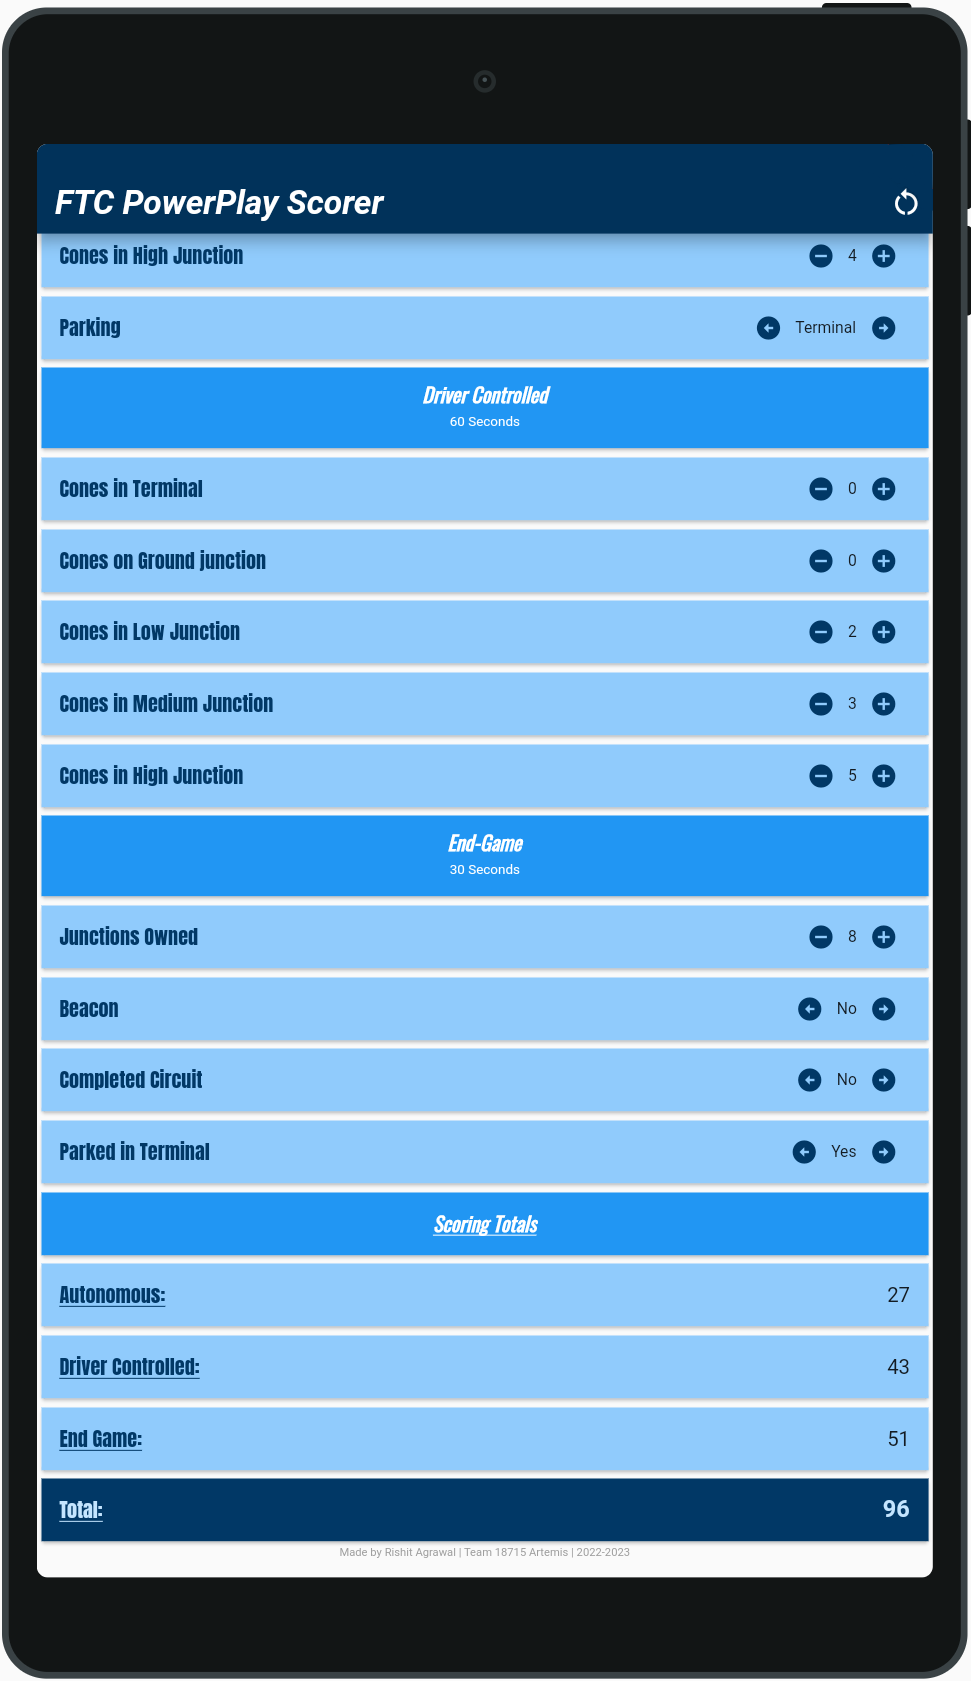 FTC PowerPlay Scorer
Cones in High Junction 4
Parking Terminal
Driver Controlled
60 Seconds
Cones in Terminal 0
Cones on Ground junction 0
Cones in Low Junction 2
Cones in Medium Junction 3
Cones in High Junction 5
End-Game
30 Seconds
Junctions Owned 8
Beacon No
Completed Circuit No
Parked in Terminal Yes
Scoring Totals
Autonomous: 27
Driver Controlled: 43
End Game: 51
Total: 96
Made by Rishit Agrawal | Team 18715 Artemis | 2022-2023